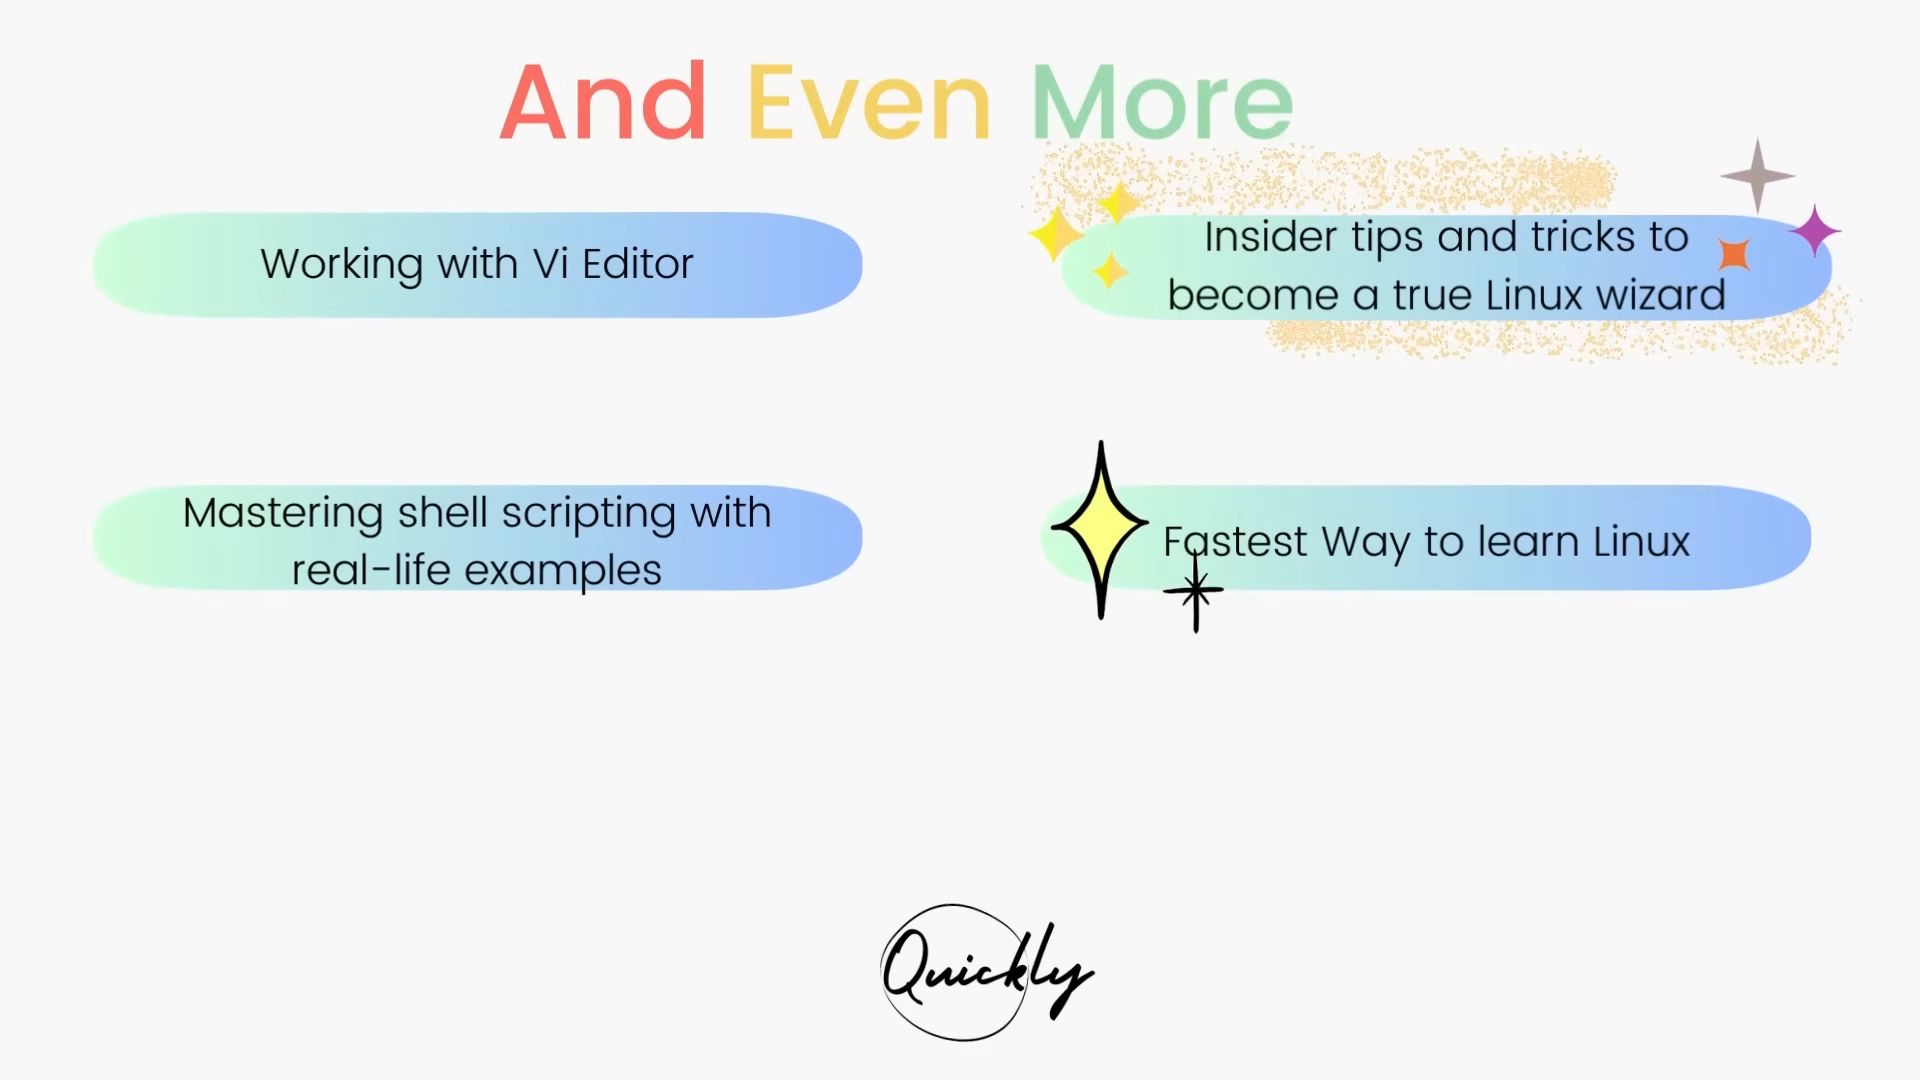 And Even More
Working with Vi Editor
Insider tips and tricks to
become a true Linux wizard
Mastering shell scripting with
real-life examples
Fastest Way to learn Linux
Quickly